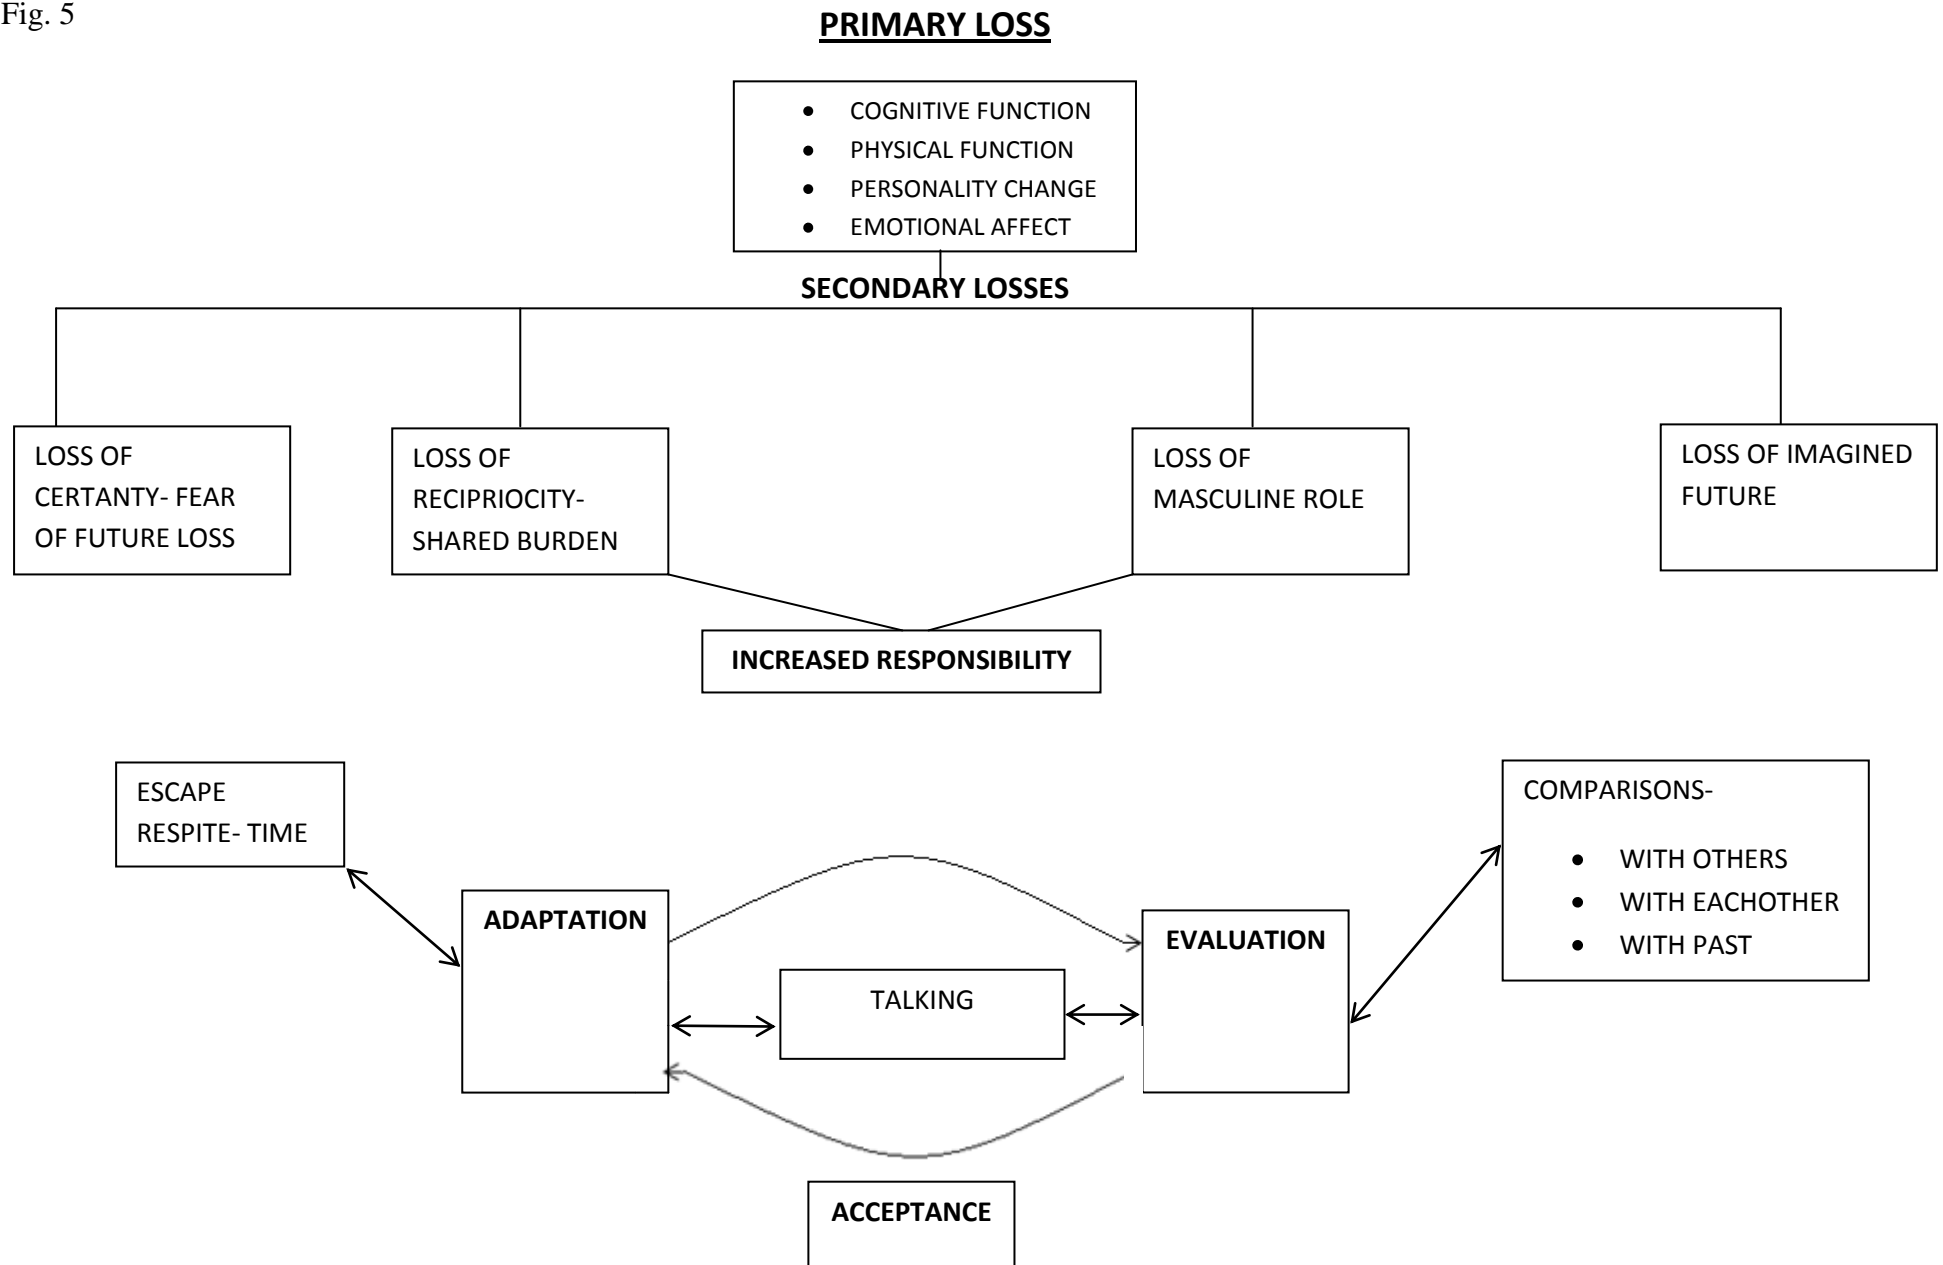 Fig. 5
PRIMARY LOSS
• COGNITIVE FUNCTION
• PHYSICAL FUNCTION
• PERSONALITY CHANGE
• EMOTIONAL AFFECT
SECONDARY LOSSES
LOSS OF
CERTANTY- FEAR
OF FUTURE LOSS
LOSS OF
RECIPRIOCITY-
SHARED BURDEN
LOSS OF
MASCULINE ROLE
LOSS OF IMAGINED
FUTURE
INCREASED RESPONSIBILITY
ESCAPE
RESPITE- TIME
COMPARISONS-
• WITH OTHERS
• WITH EACHOTHER
• WITH PAST
ADAPTATION
EVALUATION
TALKING
ACCEPTANCE